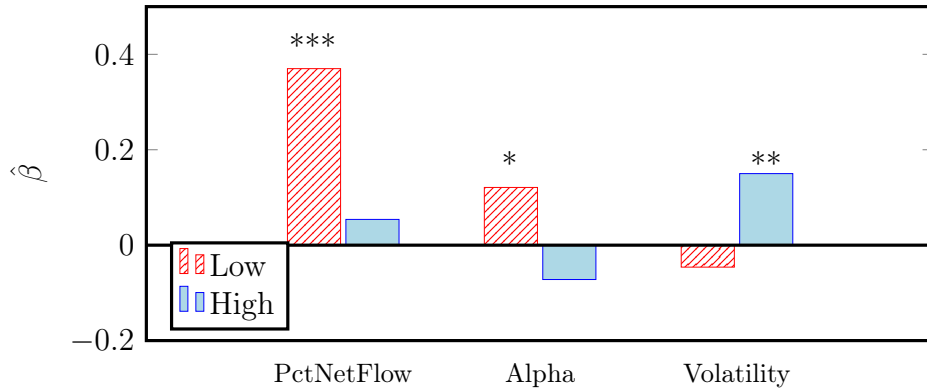 ***
0.4
0.2
*
**
β̂
0
Low
High
−0.2
PctNetFlow
Alpha
Volatility